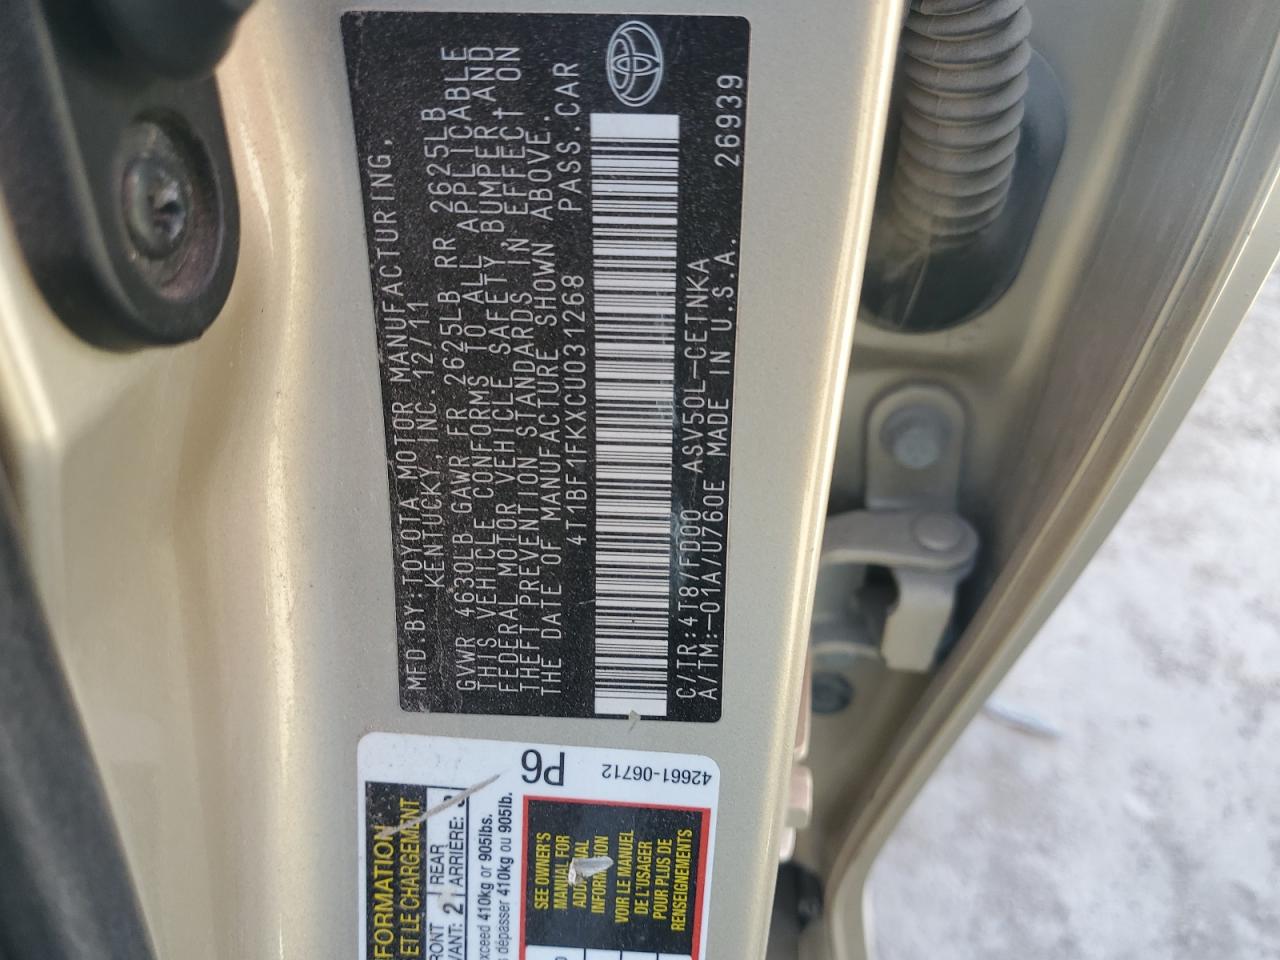 MFD.BY:TOYOTA MOTOR MANUFACTURING,
KENTUCKY,INC. 12/11
GVWR 4630LB GAWR FR 2625LB RR 2625LB
THIS VEHICLE CONFORMS TO ALL APPLICABLE
FEDERAL MOTOR VEHICLE SAFETY, BUMPER AND
THEFT PREVENTION STANDARDS IN EFFECT ON
THE DATE OF MANUFACTURE SHOWN ABOVE.
4T1BF1FKXCU031268 PASS.CAR
C/TR:4T8/FD00 ASV50L-CETNKA
A/TM:-01A/U760E MADE IN U.S.A. 26939
P6
42661-06712
FORMATION
ET LE CHARGEMENT
RONT 2 REAR 3
VANT: ARRIÈRE:
xceed 410kg or 905lbs.
dépasser 410kg ou 905lb.
SEE OWNER'S
MANUAL FOR
INFORMATION
VOIR LE MANUEL
DE L'USAGER
POUR PLUS DE
RENSEIGNEMENTS